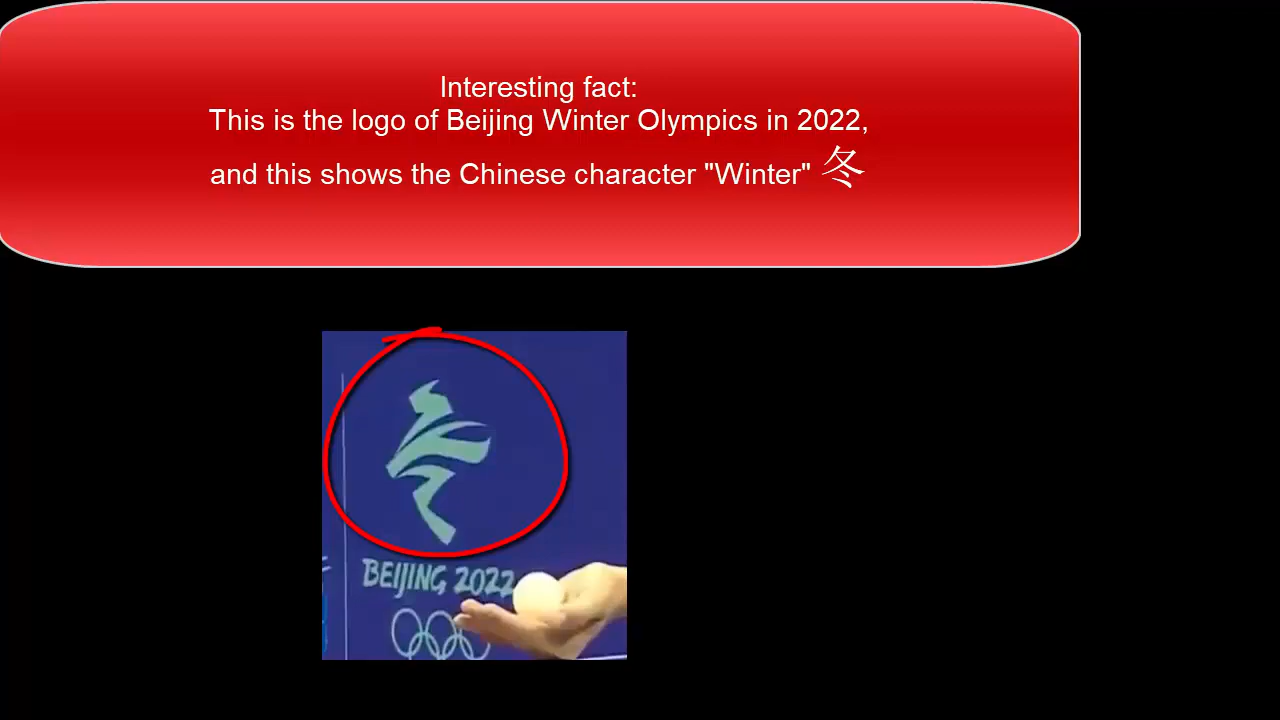 Interesting fact:
This is the logo of Beijing Winter Olympics in 2022,
and this shows the Chinese character "Winter" 冬
BEIJING 2022